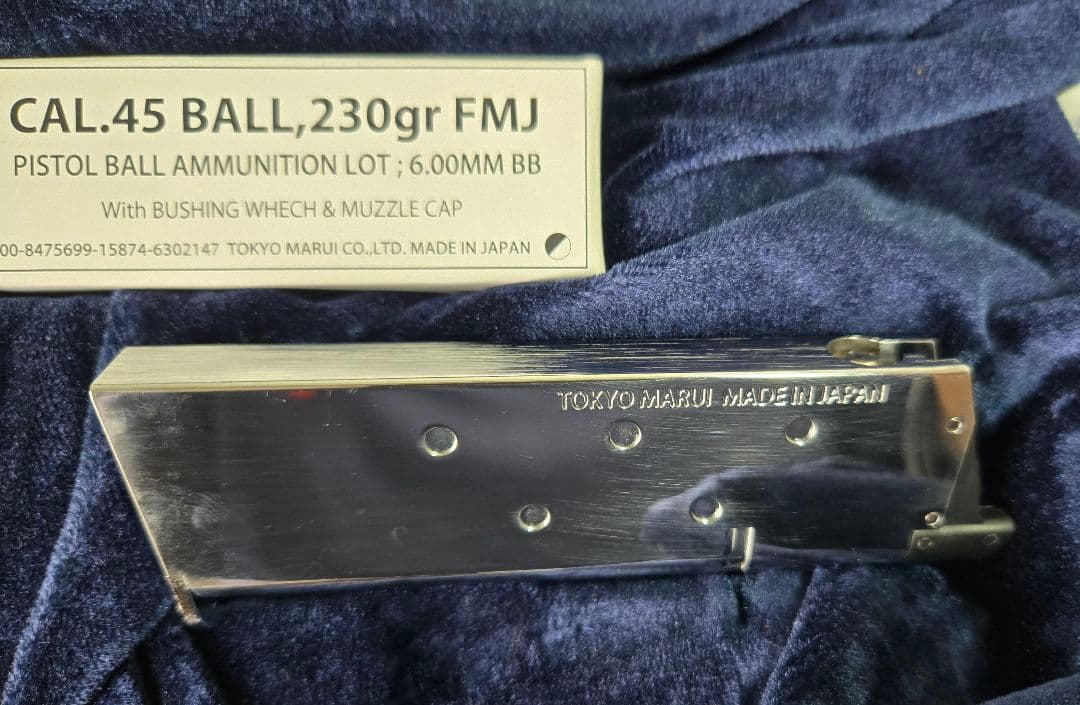 CAL.45 BALL,230gr FMJ
PISTOL BALL AMMUNITION LOT ; 6.00MM BB
With BUSHING WHECH & MUZZLE CAP
00-8475699-15874-6302147 TOKYO MARUI CO.,LTD. MADE IN JAPAN
TOKYO MARUI MADE IN JAPAN